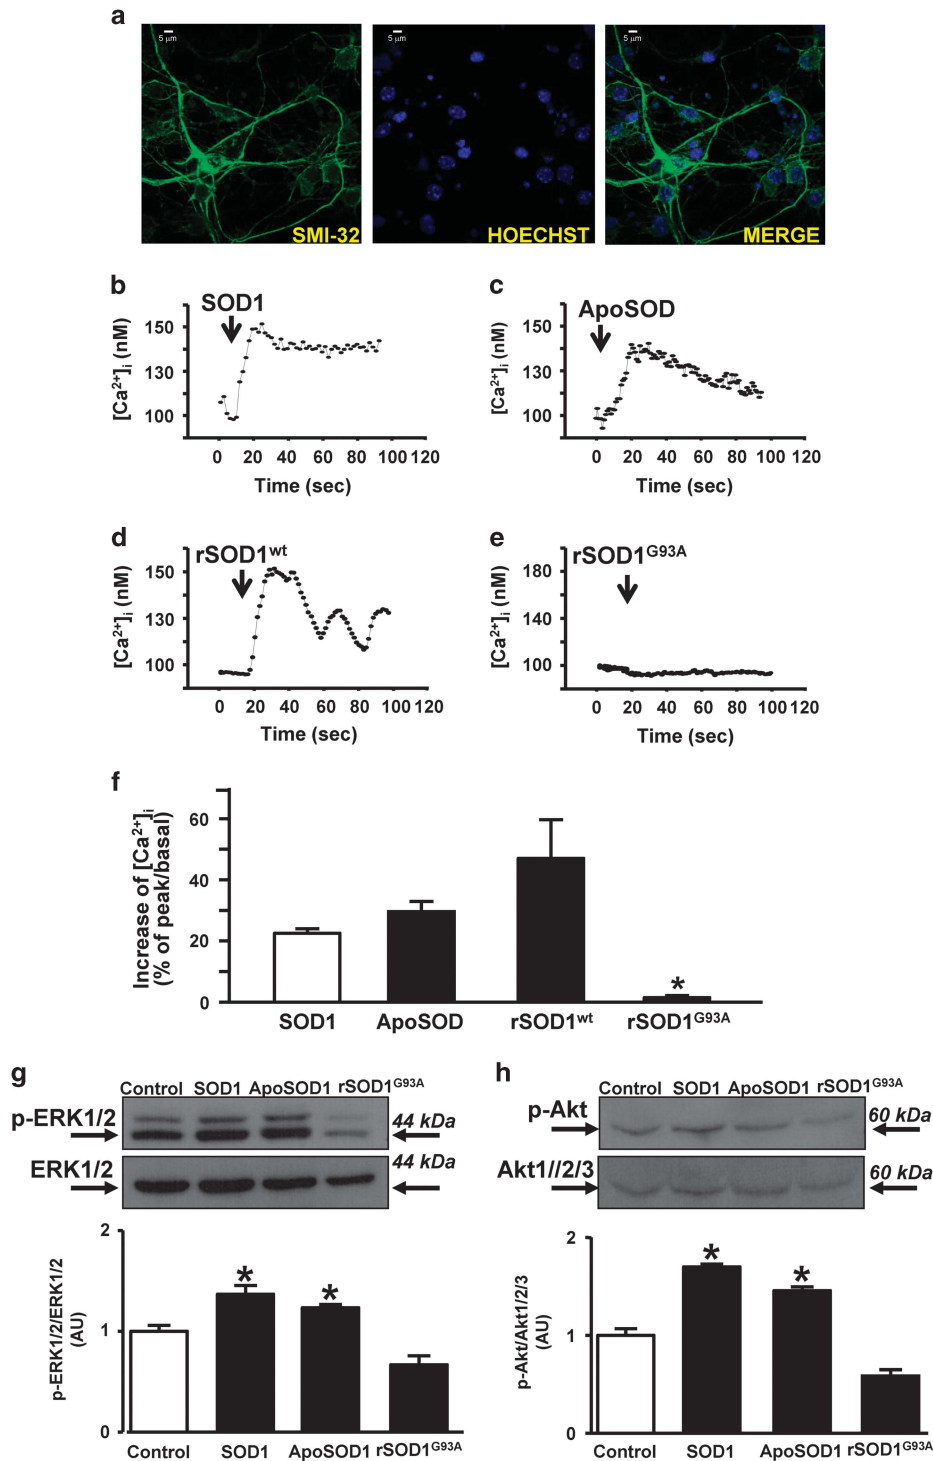 a
5 µm
5 µm
5 µm
SMI-32
HOECHST
MERGE
b
SOD1
[Ca²⁺]ᵢ (nM)
150
130
100
0 20 40 60 80 100 120
Time (sec)
c
ApoSOD
[Ca²⁺]ᵢ (nM)
150
130
100
0 20 40 60 80 100 120
Time (sec)
d
rSOD1ʷᵗ
[Ca²⁺]ᵢ (nM)
150
130
100
0 20 40 60 80 100 120
Time (sec)
e
rSOD1ᴳ⁹³ᴬ
[Ca²⁺]ᵢ (nM)
180
140
100
0 20 40 60 80 100 120
Time (sec)
f
Increase of [Ca²⁺]ᵢ
(% of peak/basal)
60
40
20
0
*
SOD1 ApoSOD rSOD1ʷᵗ rSOD1ᴳ⁹³ᴬ
g
Control SOD1 ApoSOD1 rSOD1ᴳ⁹³ᴬ
p-ERK1/2
44 kDa
ERK1/2
44 kDa
p-ERK1/2/ERK1/2
(AU)
2
1
0
* *
Control SOD1 ApoSOD1 rSOD1ᴳ⁹³ᴬ
h
Control SOD1 ApoSOD1 rSOD1ᴳ⁹³ᴬ
p-Akt
60 kDa
Akt1//2/3
60 kDa
p-Akt/Akt1/2/3
(AU)
2
1
0
* *
Control SOD1 ApoSOD1 rSOD1ᴳ⁹³ᴬ